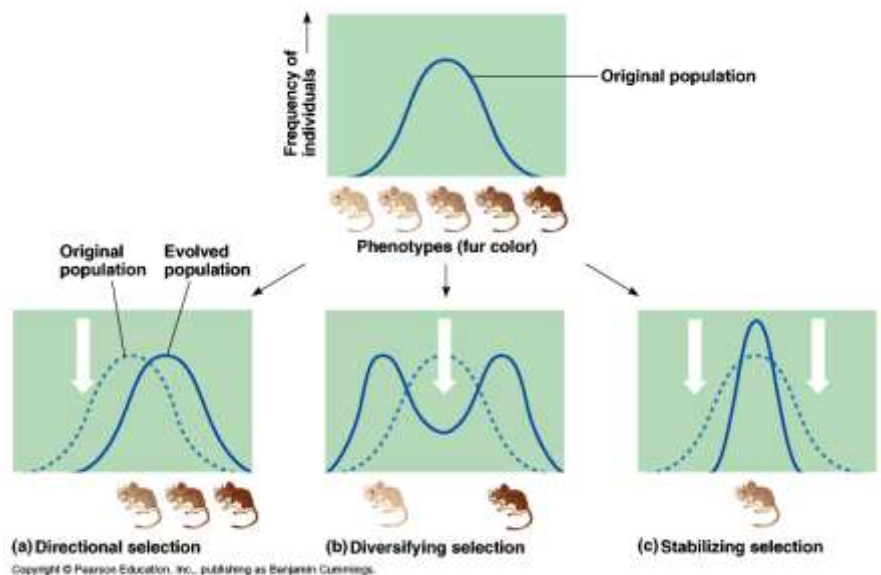 Frequency of
individuals
Original population
Phenotypes (fur color)
Original
population
Evolved
population
(a) Directional selection
(b) Diversifying selection
(c) Stabilizing selection
Copyright © Pearson Education, Inc., publishing as Benjamin Cummings.